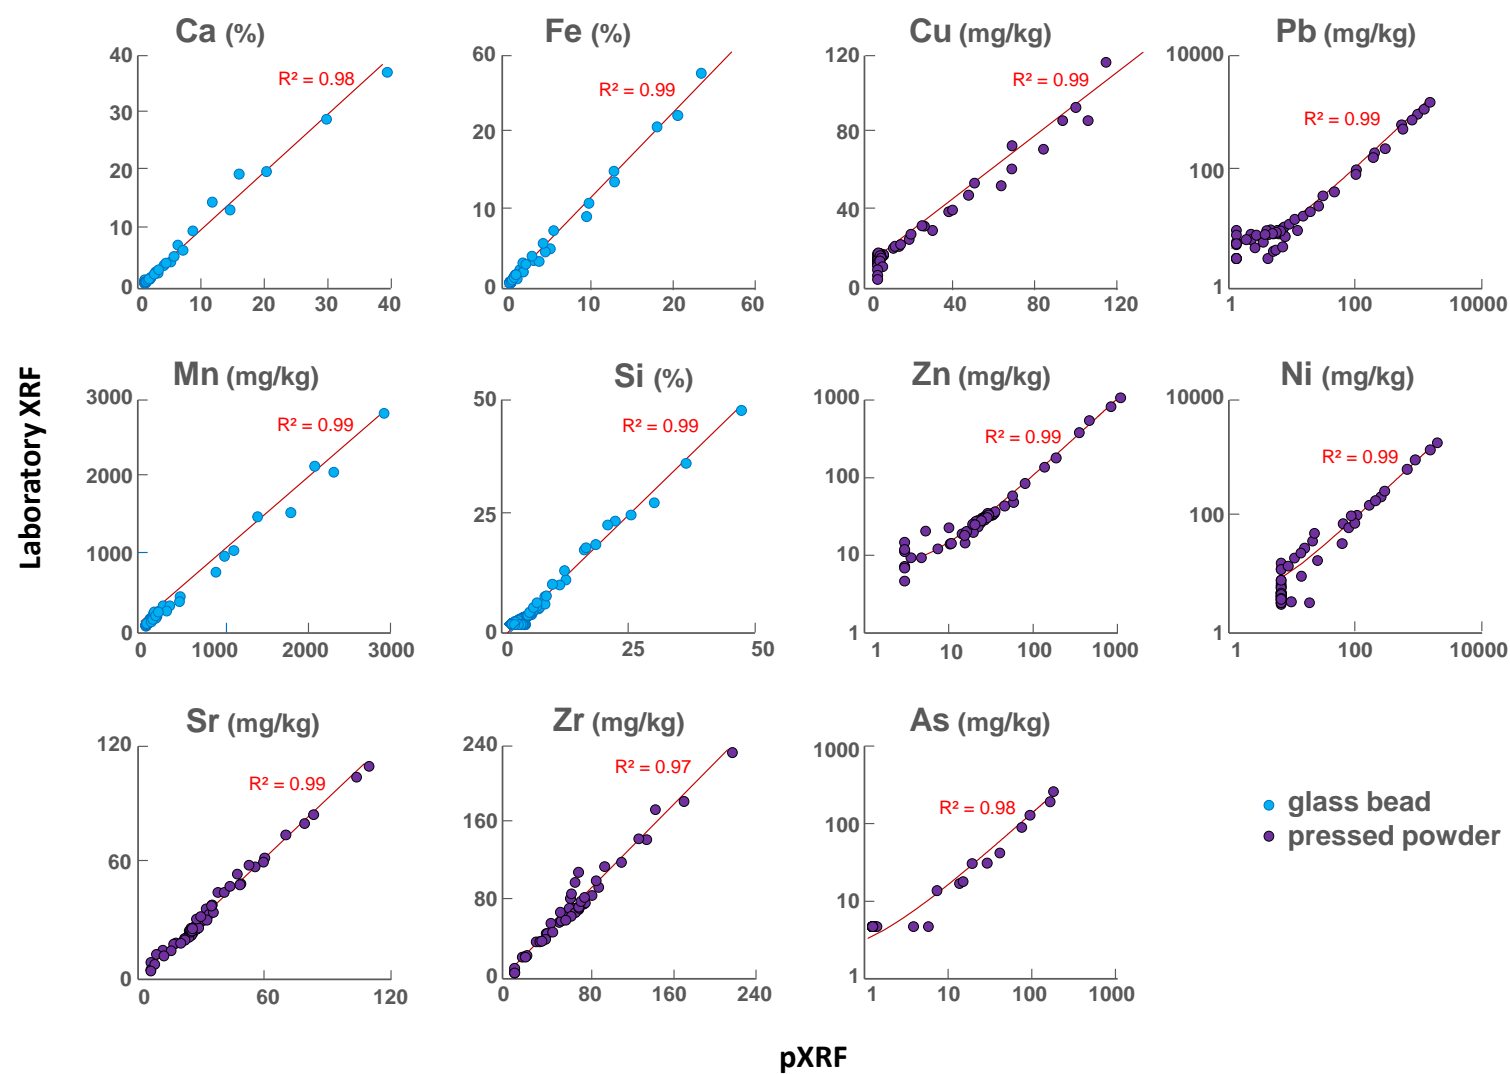 Ca (%)
40
30
20
10
0
0 10 20 30 40
R² = 0.98
Fe (%)
60
20
10
0
0 10 20 60
R² = 0.99
Cu (mg/kg)
120
80
40
0
0 40 80 120
R² = 0.99
Pb (mg/kg)
10000
100
1
1 100 10000
R² = 0.99
Laboratory XRF
Mn (mg/kg)
3000
2000
1000
0
0 1000 2000 3000
R² = 0.99
Si (%)
50
25
0
0 25 50
R² = 0.99
Zn (mg/kg)
1000
100
10
1
1 10 100 1000
R² = 0.99
Ni (mg/kg)
10000
100
1
1 100 10000
R² = 0.99
Sr (mg/kg)
120
60
0
0 60 120
R² = 0.99
Zr (mg/kg)
240
160
80
0
0 80 160 240
R² = 0.97
As (mg/kg)
1000
100
10
1
1 10 100 1000
R² = 0.98
glass bead
pressed powder
pXRF